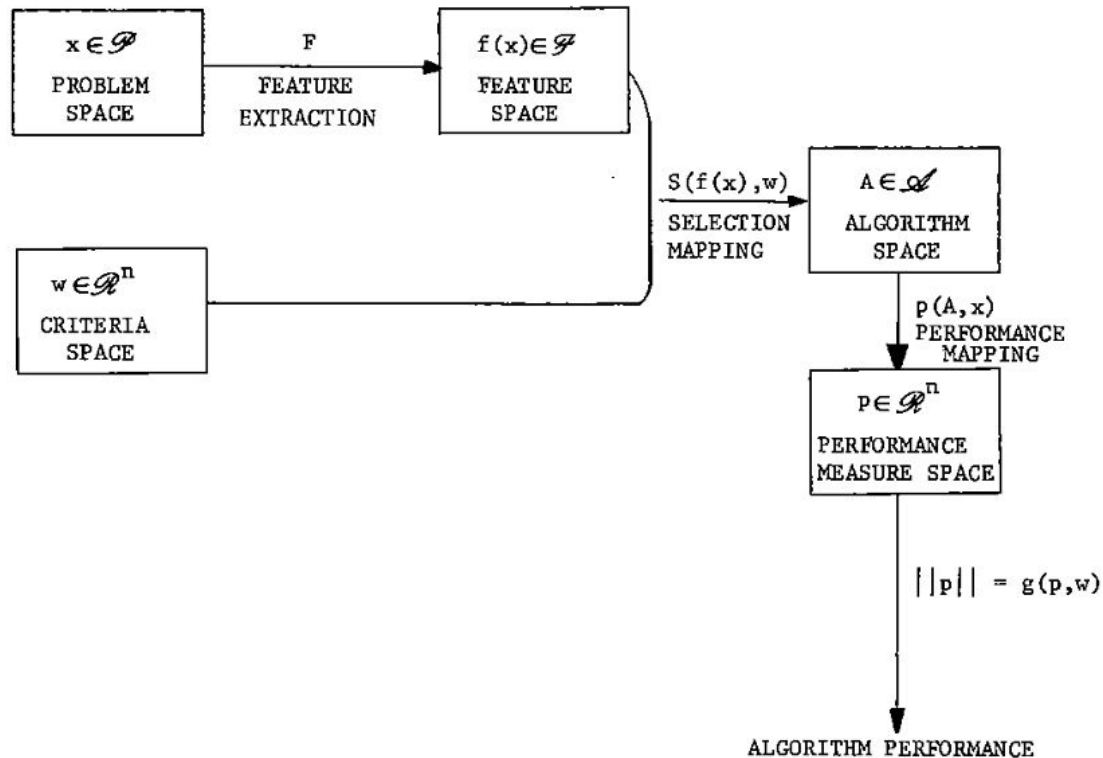 x ∈ 𝒫
PROBLEM
SPACE
F
FEATURE
EXTRACTION
f(x) ∈ ℱ
FEATURE
SPACE
w ∈ ℛⁿ
CRITERIA
SPACE
S(f(x),w)
SELECTION
MAPPING
A ∈ 𝒜
ALGORITHM
SPACE
p(A,x)
PERFORMANCE
MAPPING
p ∈ ℛⁿ
PERFORMANCE
MEASURE SPACE
||p|| = g(p,w)
ALGORITHM PERFORMANCE